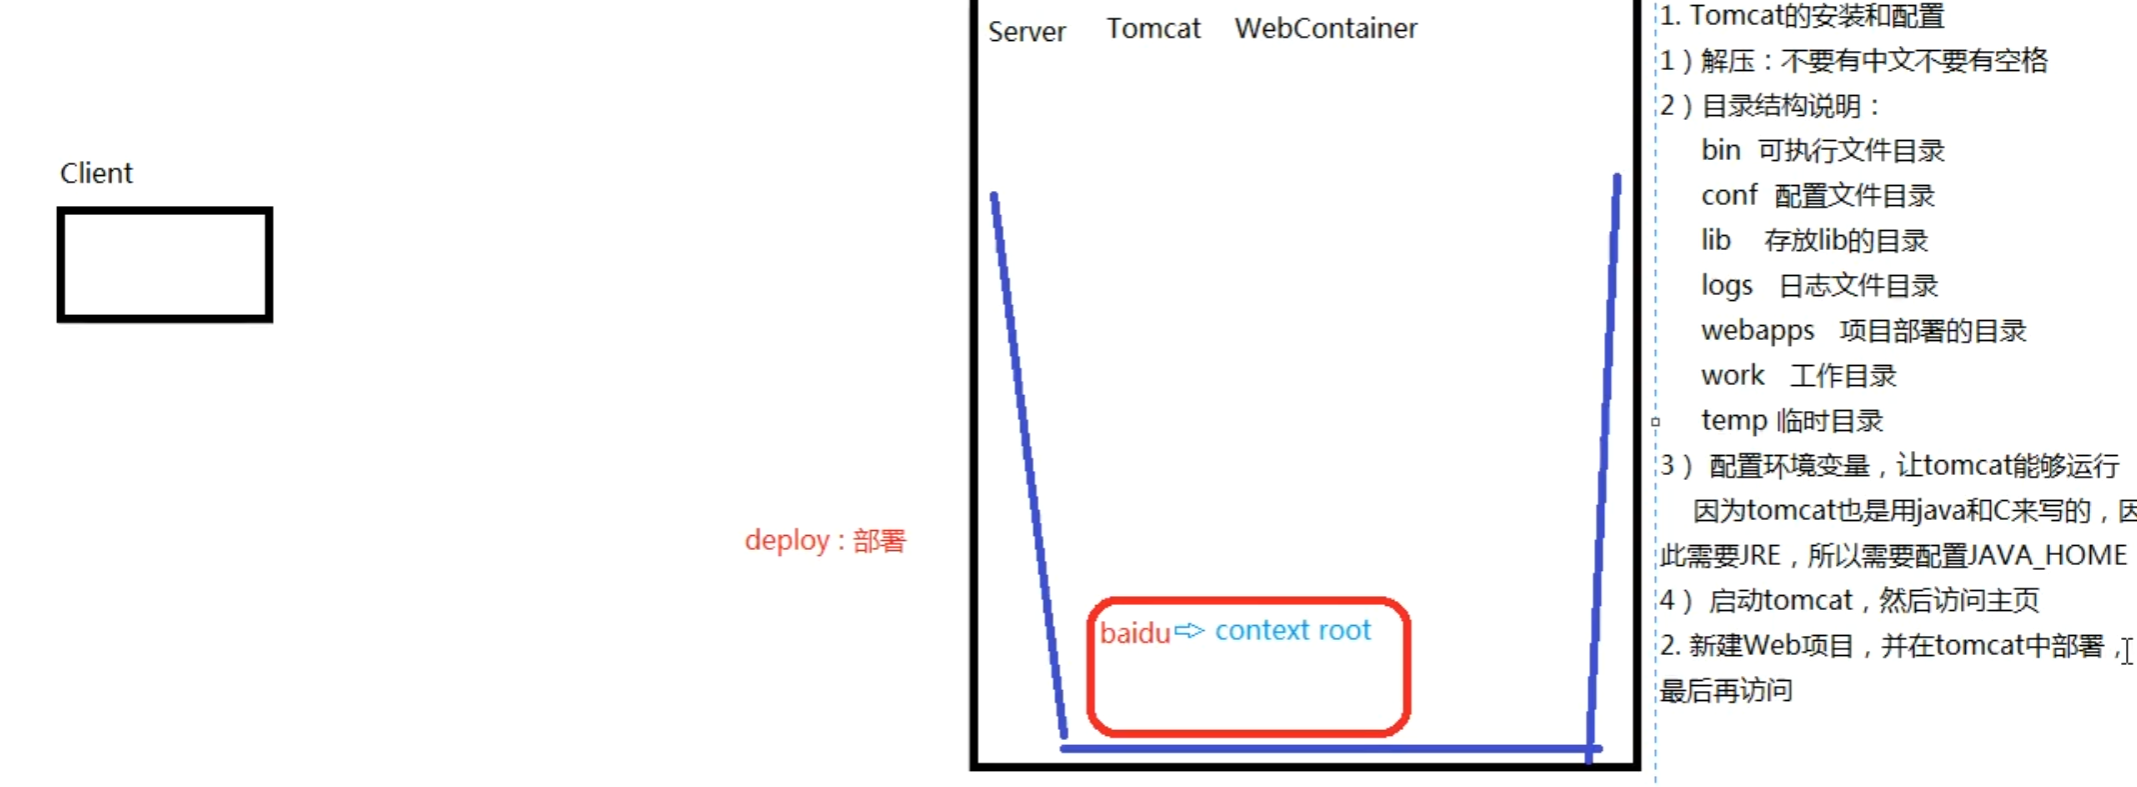 Client
deploy：部署
Server Tomcat WebContainer
baidu⇨ context root
1. Tomcat的安装和配置
1）解压：不要有中文不要有空格
2）目录结构说明：
bin 可执行文件目录
conf 配置文件目录
lib 存放lib的目录
logs 日志文件目录
webapps 项目部署的目录
work 工作目录
temp 临时目录
3） 配置环境变量，让tomcat能够运行
因为tomcat也是用java和C来写的，因
此需要JRE，所以需要配置JAVA_HOME
4） 启动tomcat，然后访问主页
2. 新建Web项目，并在tomcat中部署，
最后再访问